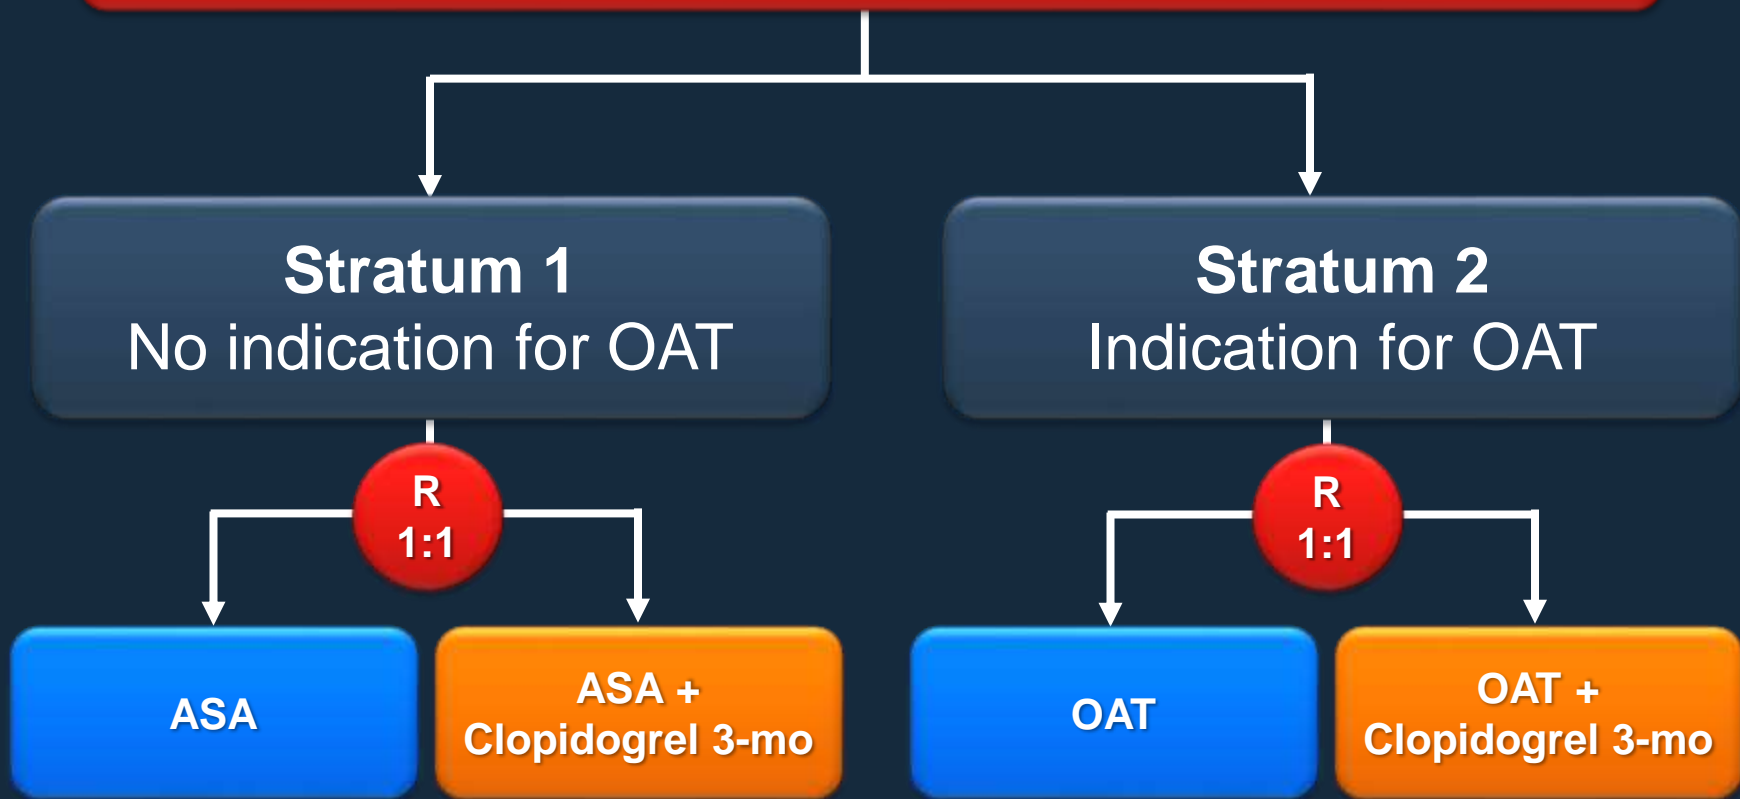 Stratum 1
No indication for OAT
Stratum 2
Indication for OAT
R
1:1
R
1:1
ASA
ASA +
Clopidogrel 3-mo
OAT
OAT +
Clopidogrel 3-mo